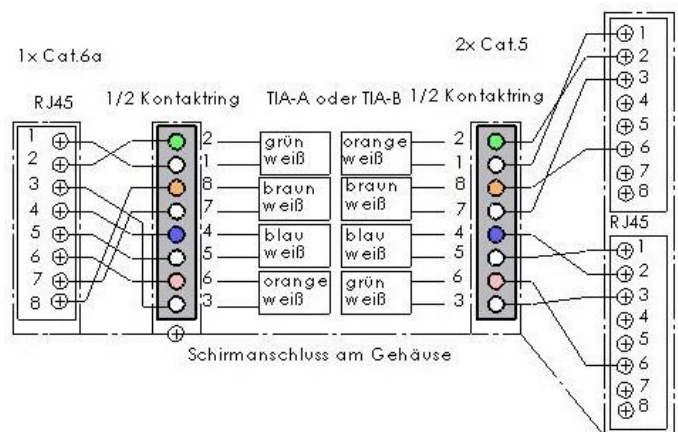 1x Cat.6a
2x Cat.5
RJ45
1/2 Kontaktring
TIA-A oder TIA-B
1/2 Kontaktring
1
2
3
4
5
6
7
8
2
1
8
7
4
5
6
3
grün
weiß
braun
weiß
blau
weiß
orange
weiß
orange
weiß
braun
weiß
blau
weiß
grün
weiß
2
1
8
7
4
5
6
3
1
2
3
4
5
6
7
8
RJ45
1
2
3
4
5
6
7
8
Schirmanschluss am Gehäuse